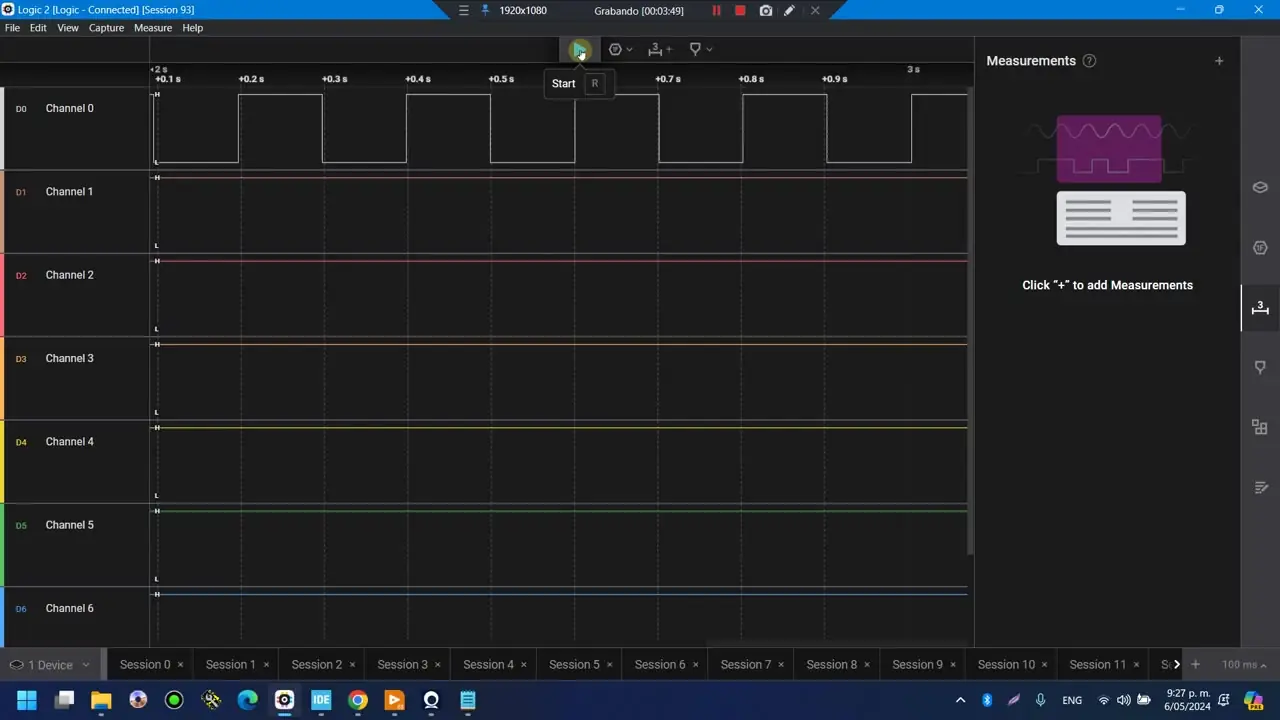 Logic 2 [Logic - Connected] [Session 93]
1920x1080
Grabando [00:03:49]
File Edit View Capture Measure Help
Start R
2 s
3 s
+0.1 s +0.2 s +0.3 s +0.4 s +0.5 s +0.7 s +0.8 s +0.9 s
Measurements ?
D0 Channel 0
H
L
D1 Channel 1
H
L
D2 Channel 2
H
L
D3 Channel 3
H
L
D4 Channel 4
H
L
D5 Channel 5
H
L
D6 Channel 6
H
Click “+” to add Measurements
1 Device
Session 0 Session 1 Session 2 Session 3 Session 4 Session 5 Session 6 Session 7 Session 8 Session 9 Session 10 Session 11
100 ms
IDE
ENG
9:27 p. m.
6/05/2024
PRE